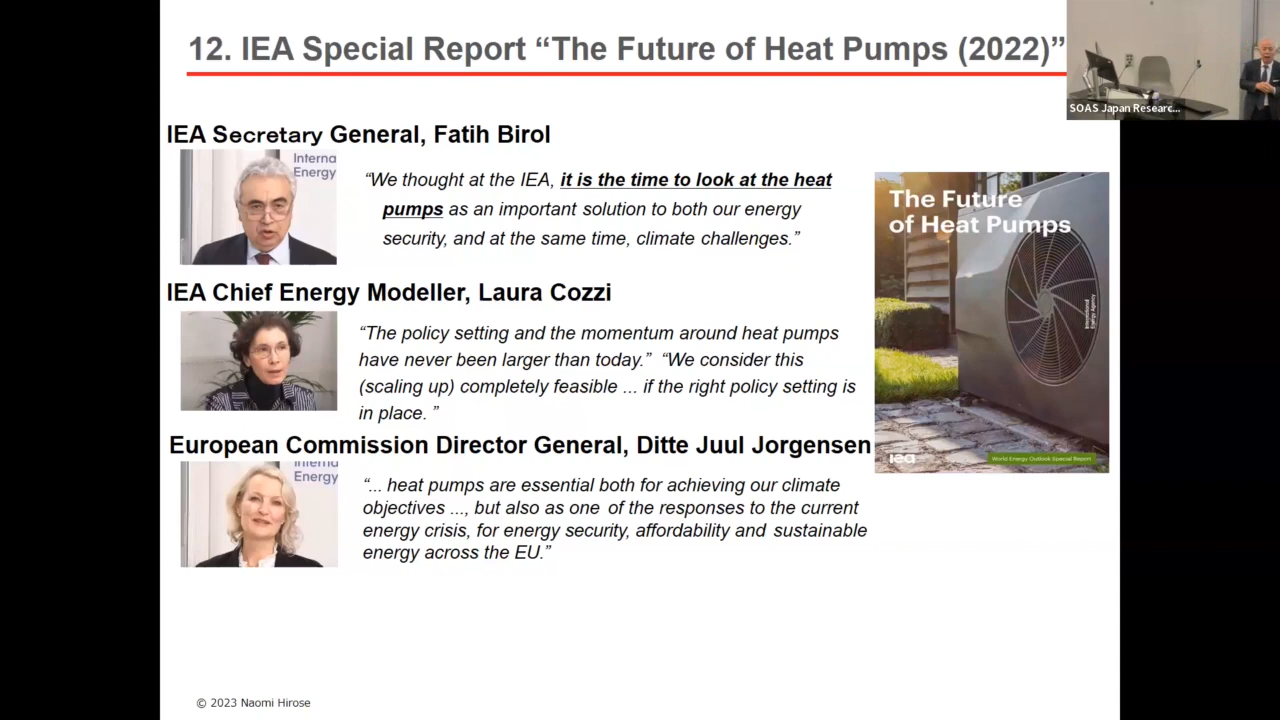 12. IEA Special Report “The Future of Heat Pumps (2022)”
SOAS Japan Researc...
IEA Secretary General, Fatih Birol
Interna
Energy
“We thought at the IEA, it is the time to look at the heat
pumps as an important solution to both our energy
security, and at the same time, climate challenges.”
The Future
of Heat Pumps
International
Energy Agency
iea
World Energy Outlook Special Report
IEA Chief Energy Modeller, Laura Cozzi
“The policy setting and the momentum around heat pumps
have never been larger than today.” “We consider this
(scaling up) completely feasible ... if the right policy setting is
in place. ”
European Commission Director General, Ditte Juul Jorgensen
Interna
Energy
“... heat pumps are essential both for achieving our climate
objectives ..., but also as one of the responses to the current
energy crisis, for energy security, affordability and sustainable
energy across the EU.”
© 2023 Naomi Hirose